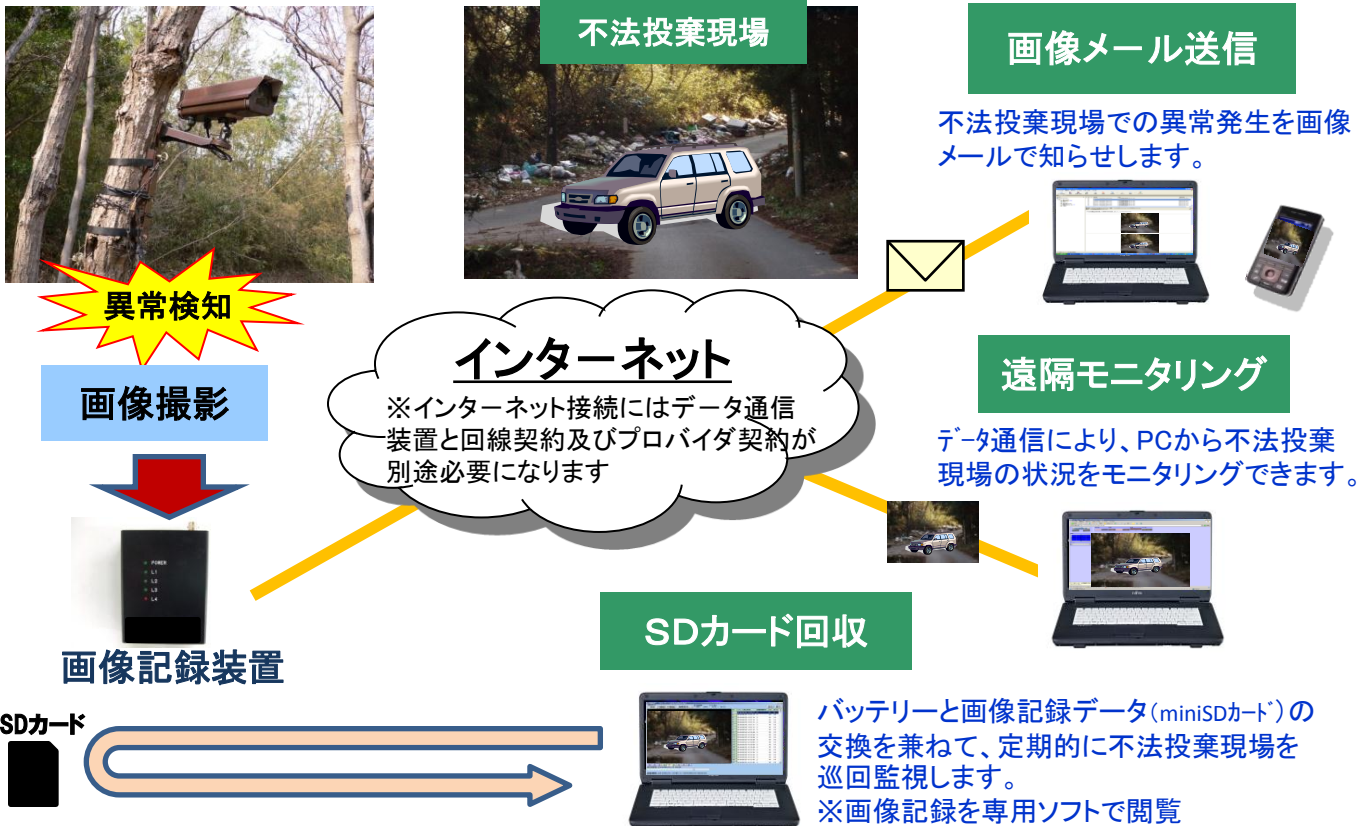 不法投棄現場
画像メール送信
不法投棄現場での異常発生を画像
メールで知らせします。
異常検知
画像撮影
インターネット
※インターネット接続にはデータ通信
装置と回線契約及びプロバイダ契約が
別途必要になります
遠隔モニタリング
ﾃﾞｰﾀ通信により、PCから不法投棄
現場の状況をモニタリングできます。
POWER
L1
L2
L3
L4
画像記録装置
SDカード回収
SDカード
バッテリーと画像記録データ(miniSDｶｰﾄﾞ)の
交換を兼ねて、定期的に不法投棄現場を
巡回監視します。
※画像記録を専用ソフトで閲覧